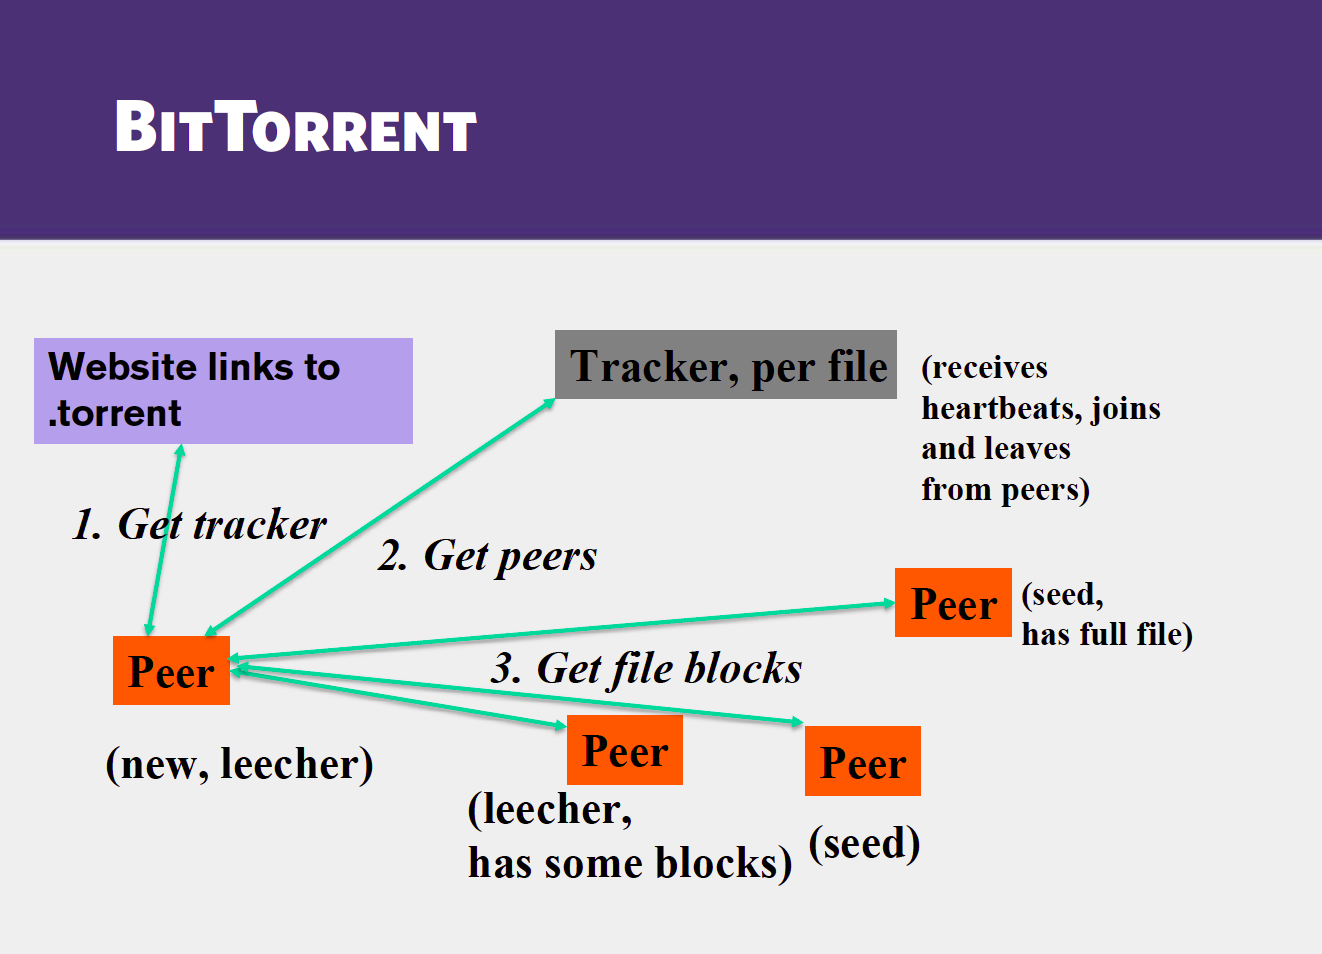 BITTORRENT
Website links to
.torrent
Tracker, per file
(receives
heartbeats, joins
and leaves
from peers)
1. Get tracker
2. Get peers
Peer
(seed,
has full file)
3. Get file blocks
Peer
(new, leecher)
Peer
(leecher,
has some blocks)
Peer
(seed)